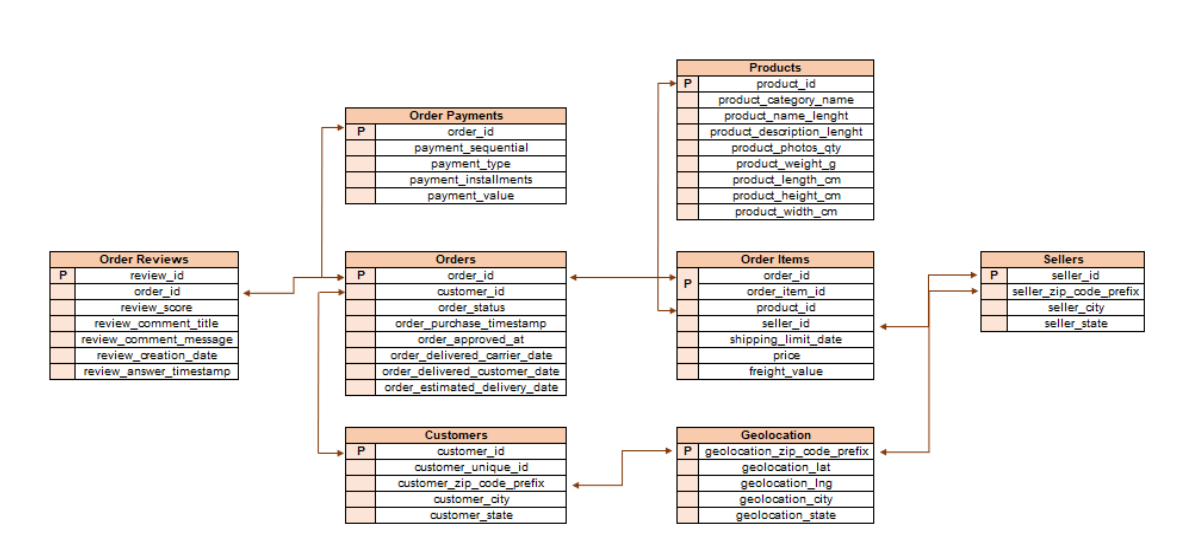 Products
P product_id
product_category_name
product_name_lenght
product_description_lenght
product_photos_qty
product_weight_g
product_length_cm
product_height_cm
product_width_cm
Order Payments
P order_id
payment_sequential
payment_type
payment_installments
payment_value
Order Reviews
P review_id
order_id
review_score
review_comment_title
review_comment_message
review_creation_date
review_answer_timestamp
Orders
P order_id
customer_id
order_status
order_purchase_timestamp
order_approved_at
order_delivered_carrier_date
order_delivered_customer_date
order_estimated_delivery_date
Order Items
P order_id
order_item_id
product_id
seller_id
shipping_limit_date
price
freight_value
Sellers
P seller_id
seller_zip_code_prefix
seller_city
seller_state
Customers
P customer_id
customer_unique_id
customer_zip_code_prefix
customer_city
customer_state
Geolocation
P geolocation_zip_code_prefix
geolocation_lat
geolocation_lng
geolocation_city
geolocation_state